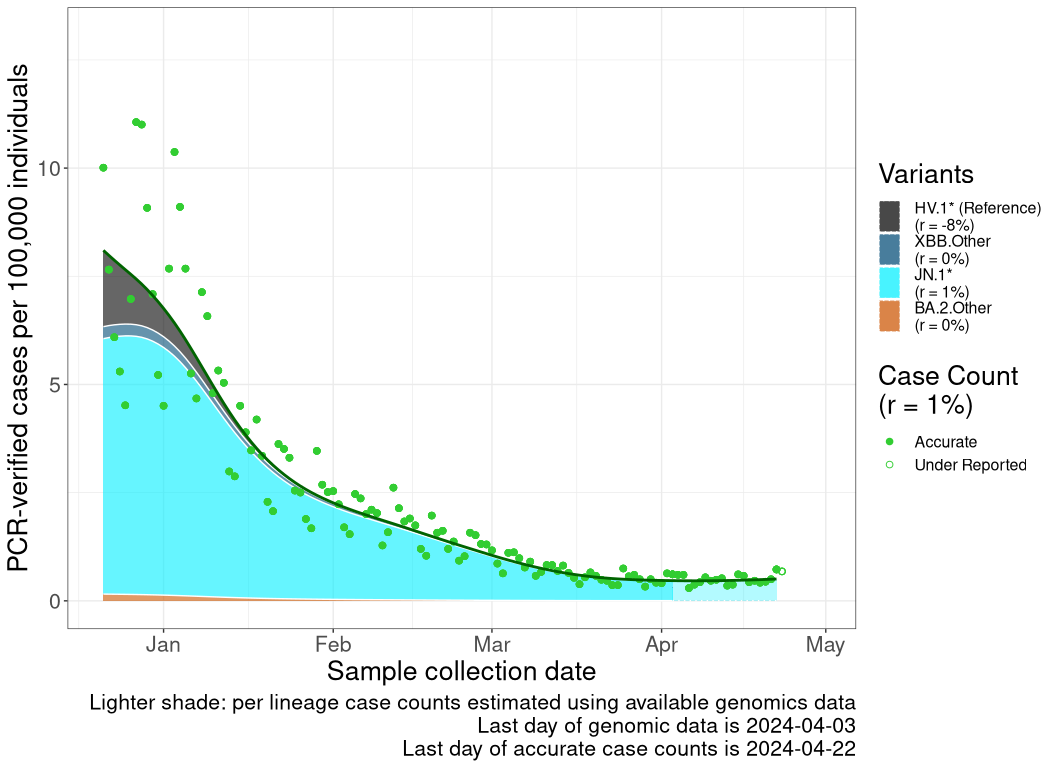 PCR-verified cases per 100,000 individuals
10
5
0
Jan
Feb
Mar
Apr
May
Sample collection date
Lighter shade: per lineage case counts estimated using available genomics data
Last day of genomic data is 2024-04-03
Last day of accurate case counts is 2024-04-22
Variants
HV.1* (Reference)
(r = -8%)
XBB.Other
(r = 0%)
JN.1*
(r = 1%)
BA.2.Other
(r = 0%)
Case Count
(r = 1%)
Accurate
Under Reported